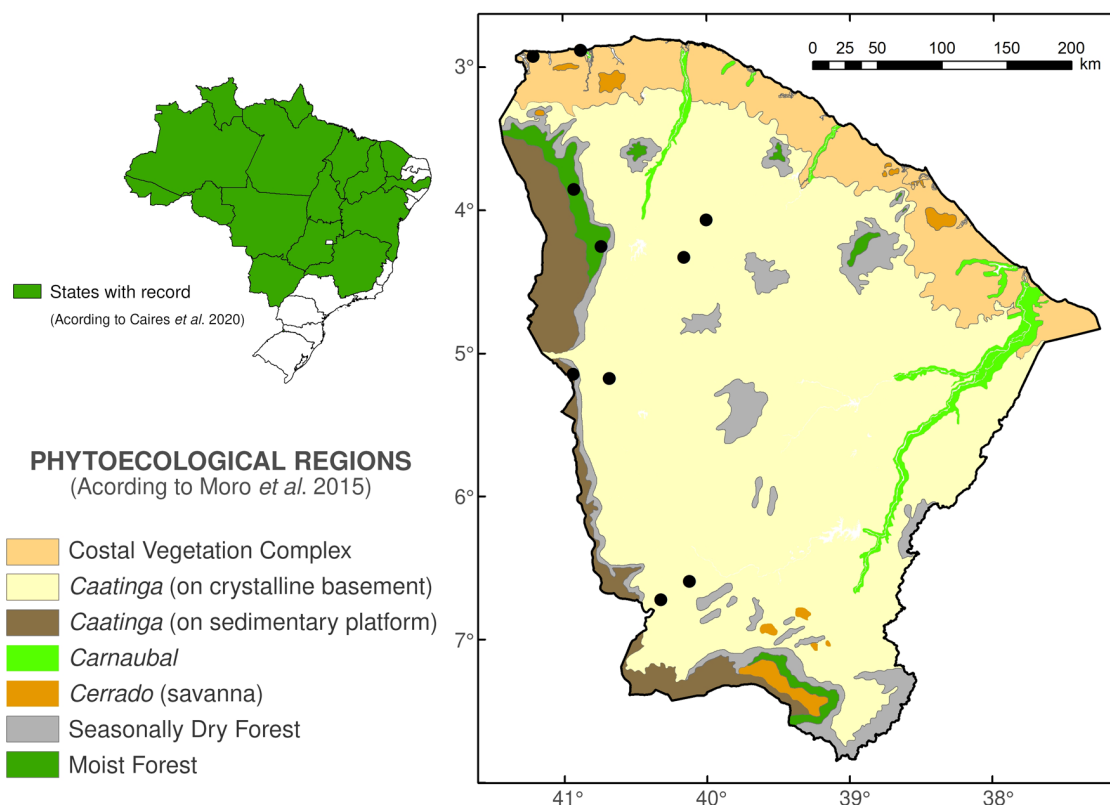 States with record
(Acording to Caires et al. 2020)
PHYTOECOLOGICAL REGIONS
(Acording to Moro et al. 2015)
Costal Vegetation Complex
Caatinga (on crystalline basement)
Caatinga (on sedimentary platform)
Carnaubal
Cerrado (savanna)
Seasonally Dry Forest
Moist Forest
0 25 50 100 150 200
km
3°
4°
5°
6°
7°
41° 40° 39° 38°